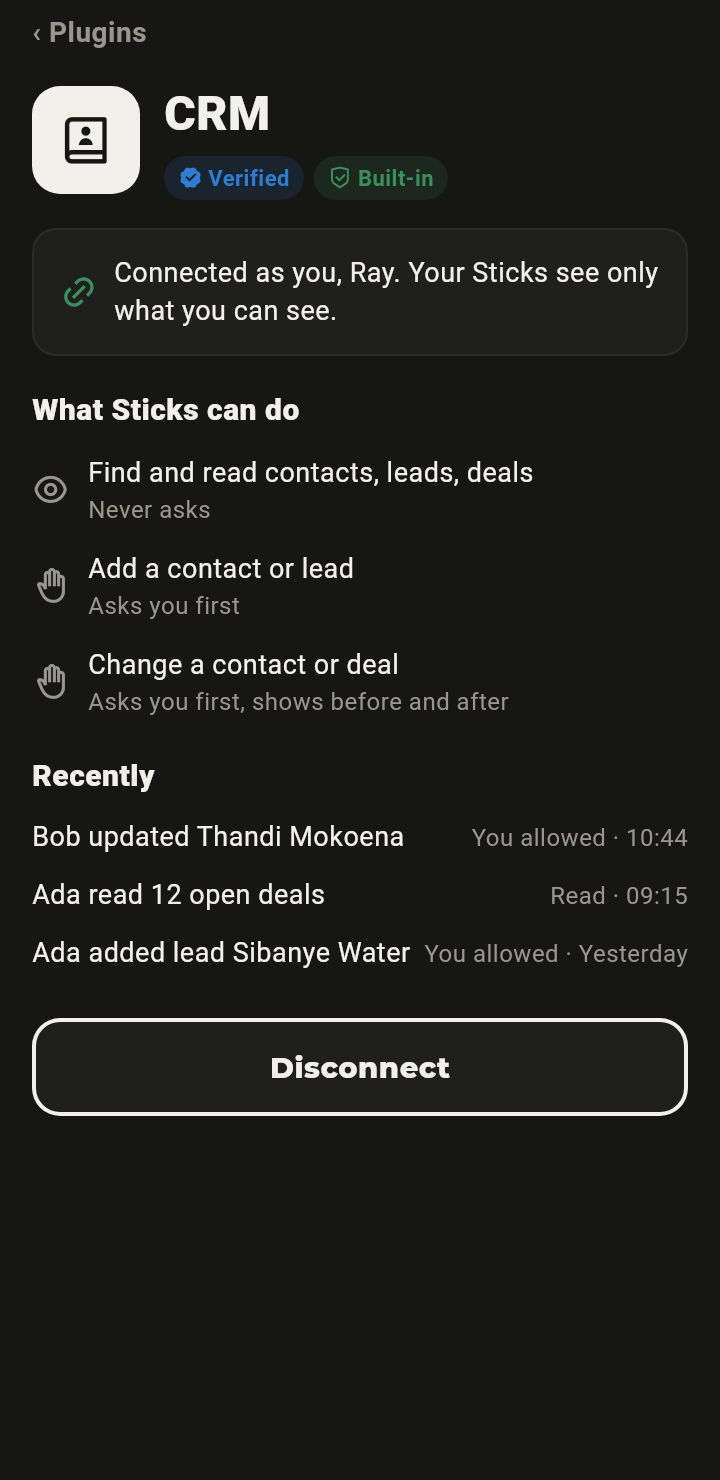 ‹ Plugins
CRM
Verified
Built-in
Connected as you, Ray. Your Sticks see only
what you can see.
What Sticks can do
Find and read contacts, leads, deals
Never asks
Add a contact or lead
Asks you first
Change a contact or deal
Asks you first, shows before and after
Recently
Bob updated Thandi Mokoena You allowed · 10:44
Ada read 12 open deals Read · 09:15
Ada added lead Sibanye Water You allowed · Yesterday
Disconnect